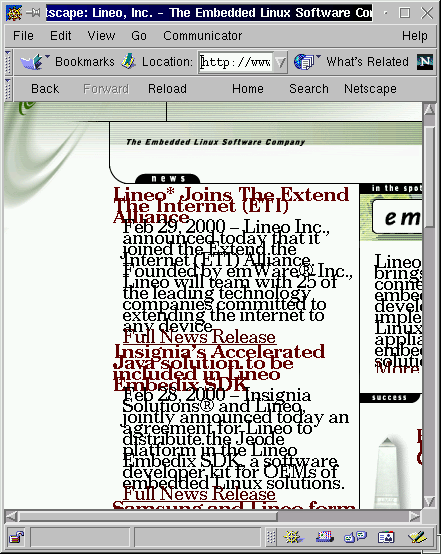 tscape: Lineo, Inc. – The Embedded Linux Software Co
File Edit View Go Communicator Help
Bookmarks Location: http://www What's Related
Back Forward Reload Home Search Netscape
The Embedded Linux Software Company
news
Lineo* Joins The Extend
The Internet (ETI)
Alliance
Feb 29, 2000 – Lineo Inc.,
announced today that it
joined the Extend the
Internet (ETI) Alliance.
Founded by emWare® Inc.,
Lineo will team with 25 of
the leading technology
companies committed to
extending the internet to
any device.
Full News Release
Insignia's Accelerated
Java solution to be
included in Lineo
Embedix SDK
Feb 28, 2000 – Insignia
Solutions® and Lineo,
jointly announced today an
agreement for Lineo to
distribute the Jeode
platform in the Lineo
Embedix SDK, a software
developer kit for OEMs of
embedded Linux solutions.
Full News Release
Samsung and Lineo form
in the spot
em
Lineo
brings
conne
embed
develo
imple
Linux
applia
embed
solutio
More
success